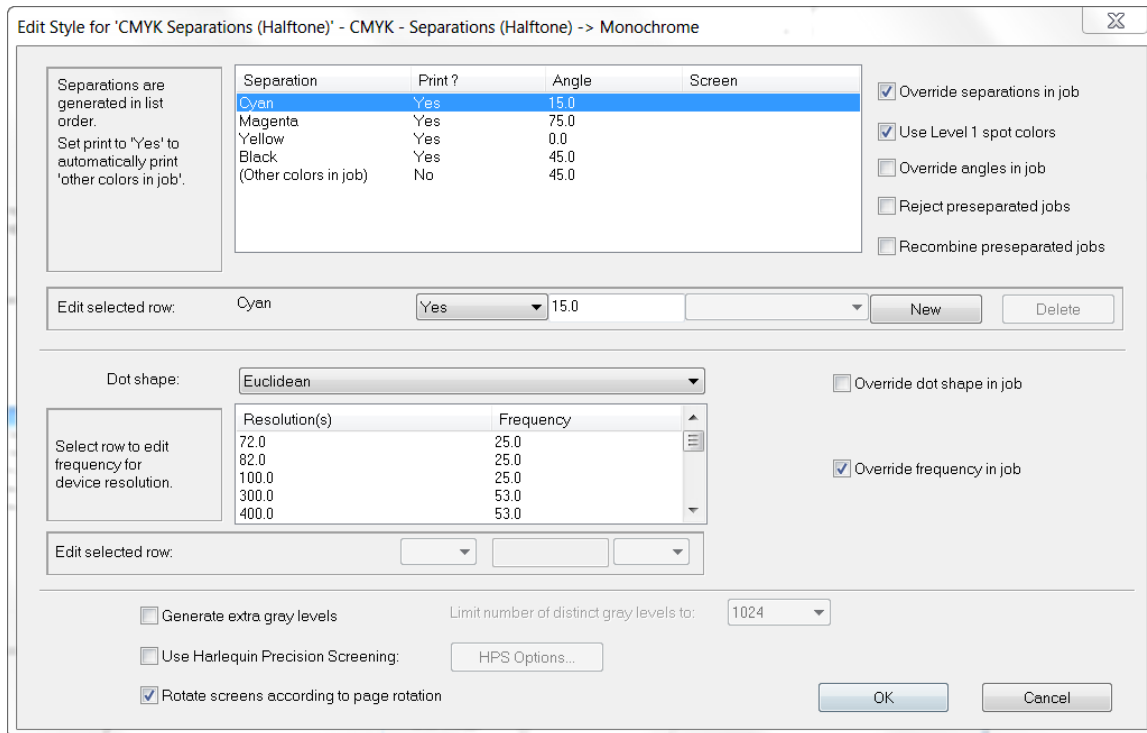 Edit Style for 'CMYK Separations (Halftone)' - CMYK - Separations (Halftone) -> Monochrome
Separations are
generated in list
order.
Set print to 'Yes' to
automatically print
'other colors in job'.
Separation Print ? Angle Screen
Cyan Yes 15.0
Magenta Yes 75.0
Yellow Yes 0.0
Black Yes 45.0
(Other colors in job) No 45.0
Override separations in job
Use Level 1 spot colors
Override angles in job
Reject preseparated jobs
Recombine preseparated jobs
Edit selected row: Cyan Yes 15.0 New Delete
Dot shape: Euclidean Override dot shape in job
Select row to edit
frequency for
device resolution.
Resolution(s) Frequency
72.0 25.0
82.0 25.0
100.0 25.0
300.0 53.0
400.0 53.0
Override frequency in job
Edit selected row:
Generate extra gray levels Limit number of distinct gray levels to: 1024
Use Harlequin Precision Screening: HPS Options...
Rotate screens according to page rotation
OK Cancel